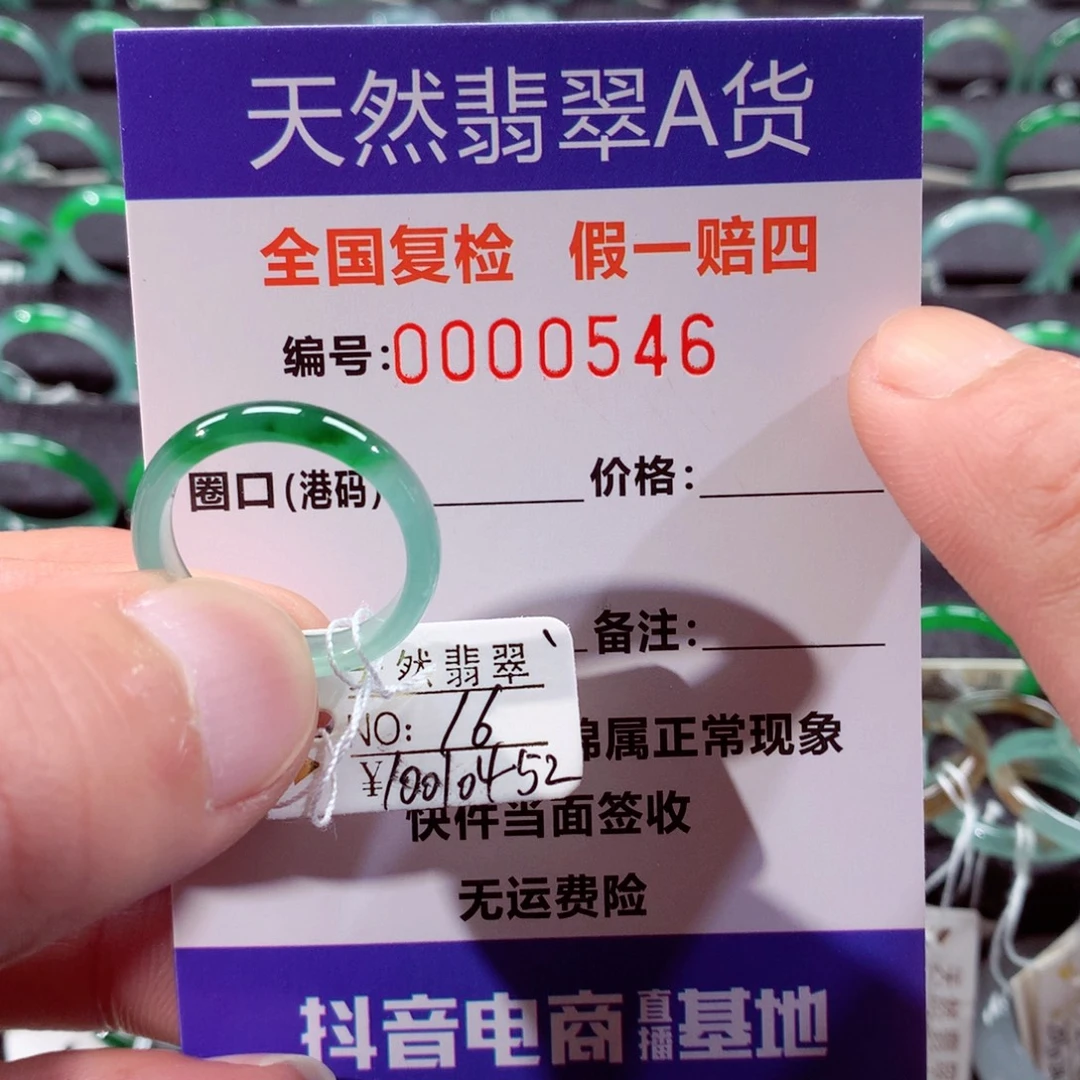 天然翡翠A货
全国复检 假一赔四
编号:0000546
圈口(港码) 价格:
备注:
然翡翠
NO: 16
¥10010452
棉属正常现象
快件当面签收
无运费险
抖音电商直播基地